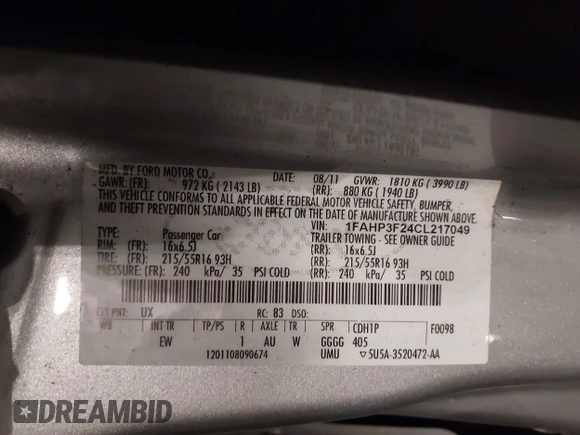 MFD. BY FORD MOTOR CO.
DATE: 08/11 GVWR: 1810 KG (3990 LB)
GAWR: (FR): 972 KG (2143 LB) (RR): 880 KG (1940 LB)
THIS VEHICLE CONFORMS TO ALL APPLICABLE FEDERAL MOTOR VEHICLE SAFETY, BUMPER,
AND THEFT PREVENTION STANDARDS IN EFFECT ON THE DATE OF MANUFACTURE SHOWN ABOVE.
VIN: 1FAHP3F24CL217049
TYPE: Passenger Car TRAILER TOWING - SEE OWNER GUIDE
RIM: (FR): 16x6.5J (RR): 16x6.5J
TIRE: (FR): 215/55R16 93H (RR): 215/55R16 93H
PRESSURE: (FR): 240 kPa/ 35 PSI COLD (RR): 240 kPa/ 35 PSI COLD
EXT PNT: UX RC: 83 DSO:
WB INT TR TP/PS R AXLE TR SPR CDH1P F0098
EW 1 AU W GGGG 405
1201108090674 UMU 5U5A-3520472-AA
DREAMBID
.COM